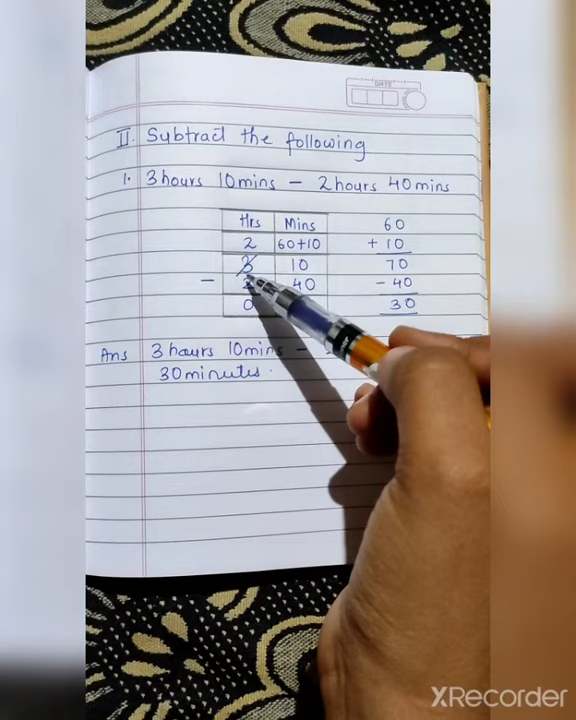 DATE
II. Subtract the following
1. 3 hours 10 mins - 2 hours 40 mins
Hrs Mins 60
2 60+10 + 10
3 10 70
- 2 40 - 40
0 30
Ans 3 hours 10 mins -
30 minutes.
XRecorder